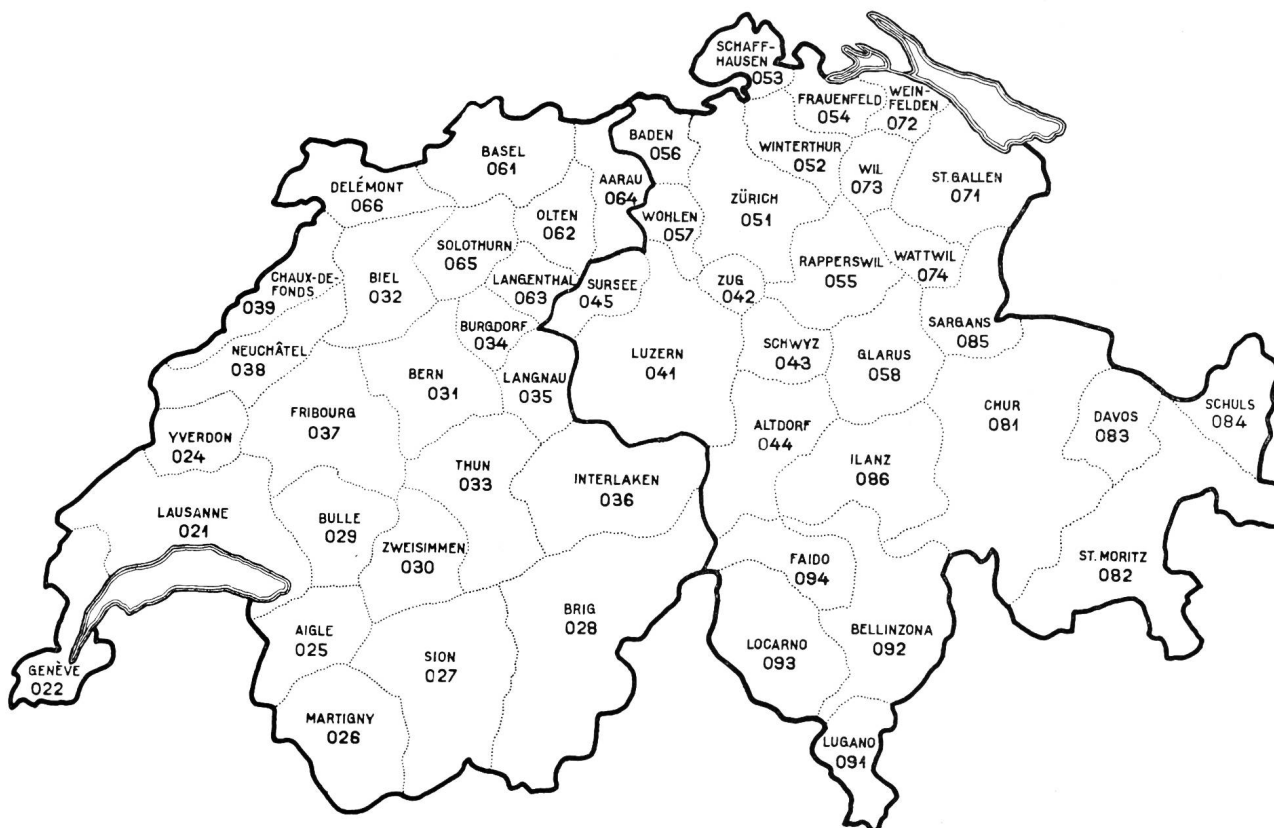 SCHAFF-
HAUSEN
053
FRAUENFELD
054
WEIN-
FELDEN
072
BADEN
056
WINTERTHUR
052
WIL
073
ST. GALLEN
071
BASEL
061
DELÉMONT
066
AARAU
064
ZÜRICH
051
OLTEN
062
WOHLEN
057
SOLOTHURN
065
RAPPERSWIL
055
WATTWIL
074
CHAUX-DE-
FONDS
039
BIEL
032
LANGENTHAL
063
SURSEE
045
ZUG
042
NEUCHÂTEL
038
BURGDORF
034
SARGANS
085
LUZERN
041
SCHWYZ
043
GLARUS
058
BERN
031
LANGNAU
035
FRIBOURG
037
CHUR
081
DAVOS
083
SCHULS
084
YVERDON
024
ALTDORF
044
THUN
033
INTERLAKEN
036
ILANZ
086
LAUSANNE
021
BULLE
029
ZWEISIMMEN
030
FAIDO
094
ST. MORITZ
082
AIGLE
025
BRIG
028
BELLINZONA
092
GENÈVE
022
SION
027
LOCARNO
093
MARTIGNY
026
LUGANO
091